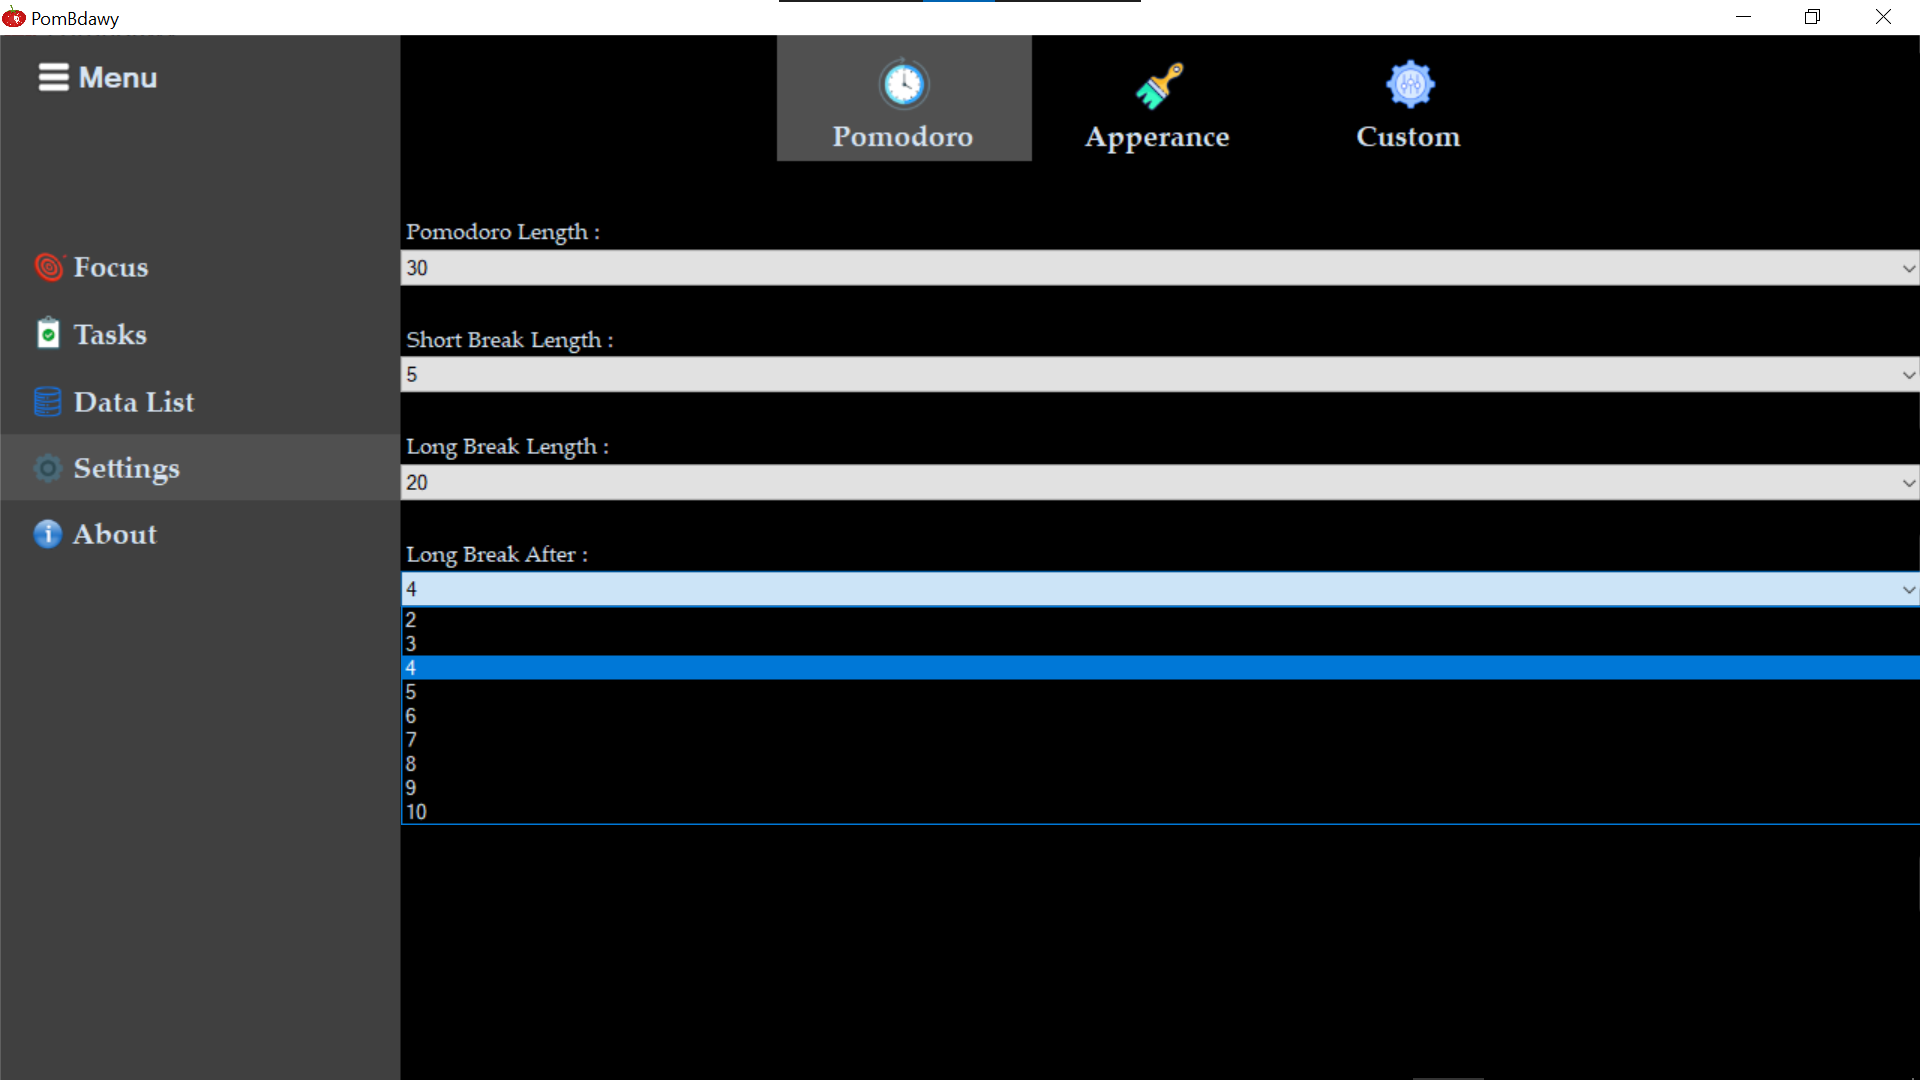 PomBdawy
Menu
Focus
Tasks
Data List
Settings
About
Pomodoro
Apperance
Custom
Pomodoro Length :
30
Short Break Length :
5
Long Break Length :
20
Long Break After :
4
2
3
4
5
6
7
8
9
10